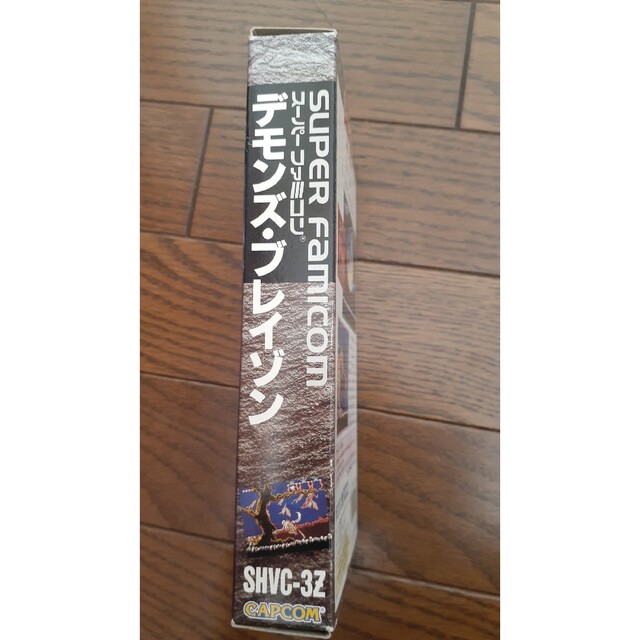 SUPER FAMICOM®
スーパーファミコン®
デモンズ・ブレイゾン
SHVC-3Z
CAPCOM®